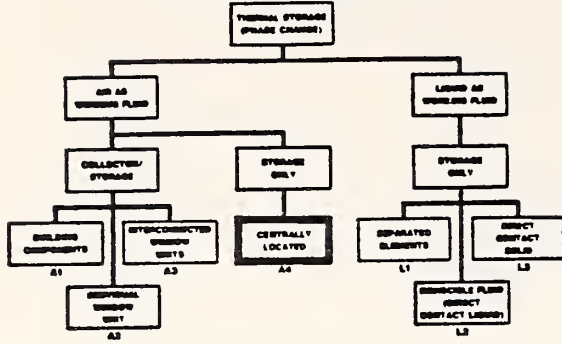 THERMAL STORAGE
(PHASE CHANGE)
AIR AS
WORKING FLUID
LIQUID AS
WORKING FLUID
COLLECTOR/
STORAGE
STORAGE
ONLY
STORAGE
ONLY
BUILDING
COMPONENTS
A1
INTERCONNECTED
WINDOW
UNITS
A3
CENTRALLY
LOCATED
A4
SEPARATED
ELEMENTS
L1
DIRECT
CONTACT
SOLID
L3
INDIVIDUAL
WINDOW
UNIT
A2
IMMISCIBLE FLUID
(DIRECT
CONTACT LIQUID)
L2